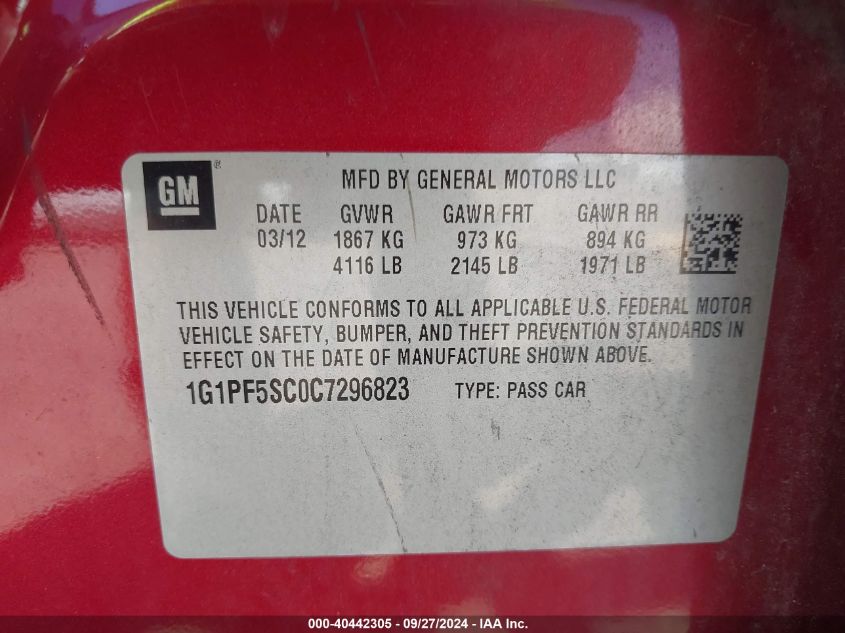 GM®
MFD BY GENERAL MOTORS LLC
DATE GVWR GAWR FRT GAWR RR
03/12 1867 KG 973 KG 894 KG
4116 LB 2145 LB 1971 LB
THIS VEHICLE CONFORMS TO ALL APPLICABLE U.S. FEDERAL MOTOR
VEHICLE SAFETY, BUMPER, AND THEFT PREVENTION STANDARDS IN
EFFECT ON THE DATE OF MANUFACTURE SHOWN ABOVE.
1G1PF5SC0C7296823 TYPE: PASS CAR
000-40442305 - 09/27/2024 - IAA Inc.